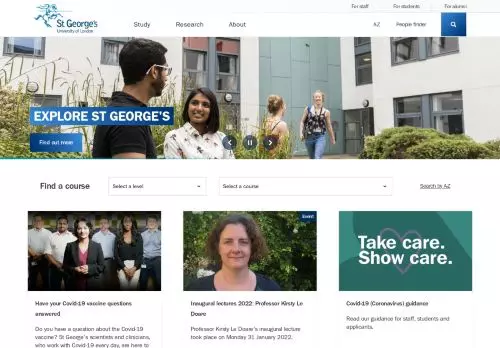 For staff
For students
For alumni
St George's
University of London
Study
Research
About
A-Z
People finder
EXPLORE ST GEORGE'S
Find out more
Find a course
Select a level
Select a course
Search by A-Z
Event
Take care.
Show care.
Have your Covid-19 vaccine questions
answered
Do you have a question about the Covid-19
vaccine? St George's scientists and clinicians,
who work with Covid-19 every day, are here to
Inaugural lectures 2022: Professor Kirsty Le
Doare
Professor Kirsty Le Doare's inaugural lecture
took place on Monday 31 January 2022.
Covid-19 (Coronavirus) guidance
Read our guidance for staff, students and
applicants.